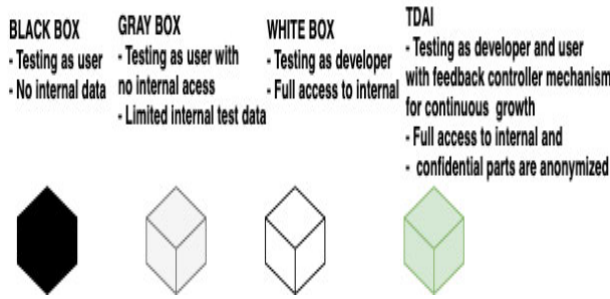 BLACK BOX
- Testing as user
- No internal data
GRAY BOX
- Testing as user with
no internal acess
- Limited internal test data
WHITE BOX
- Testing as developer
- Full access to internal
TDAI
- Testing as developer and user
with feedback controller mechanism
for continuous growth
- Full access to internal and
- confidential parts are anonymized